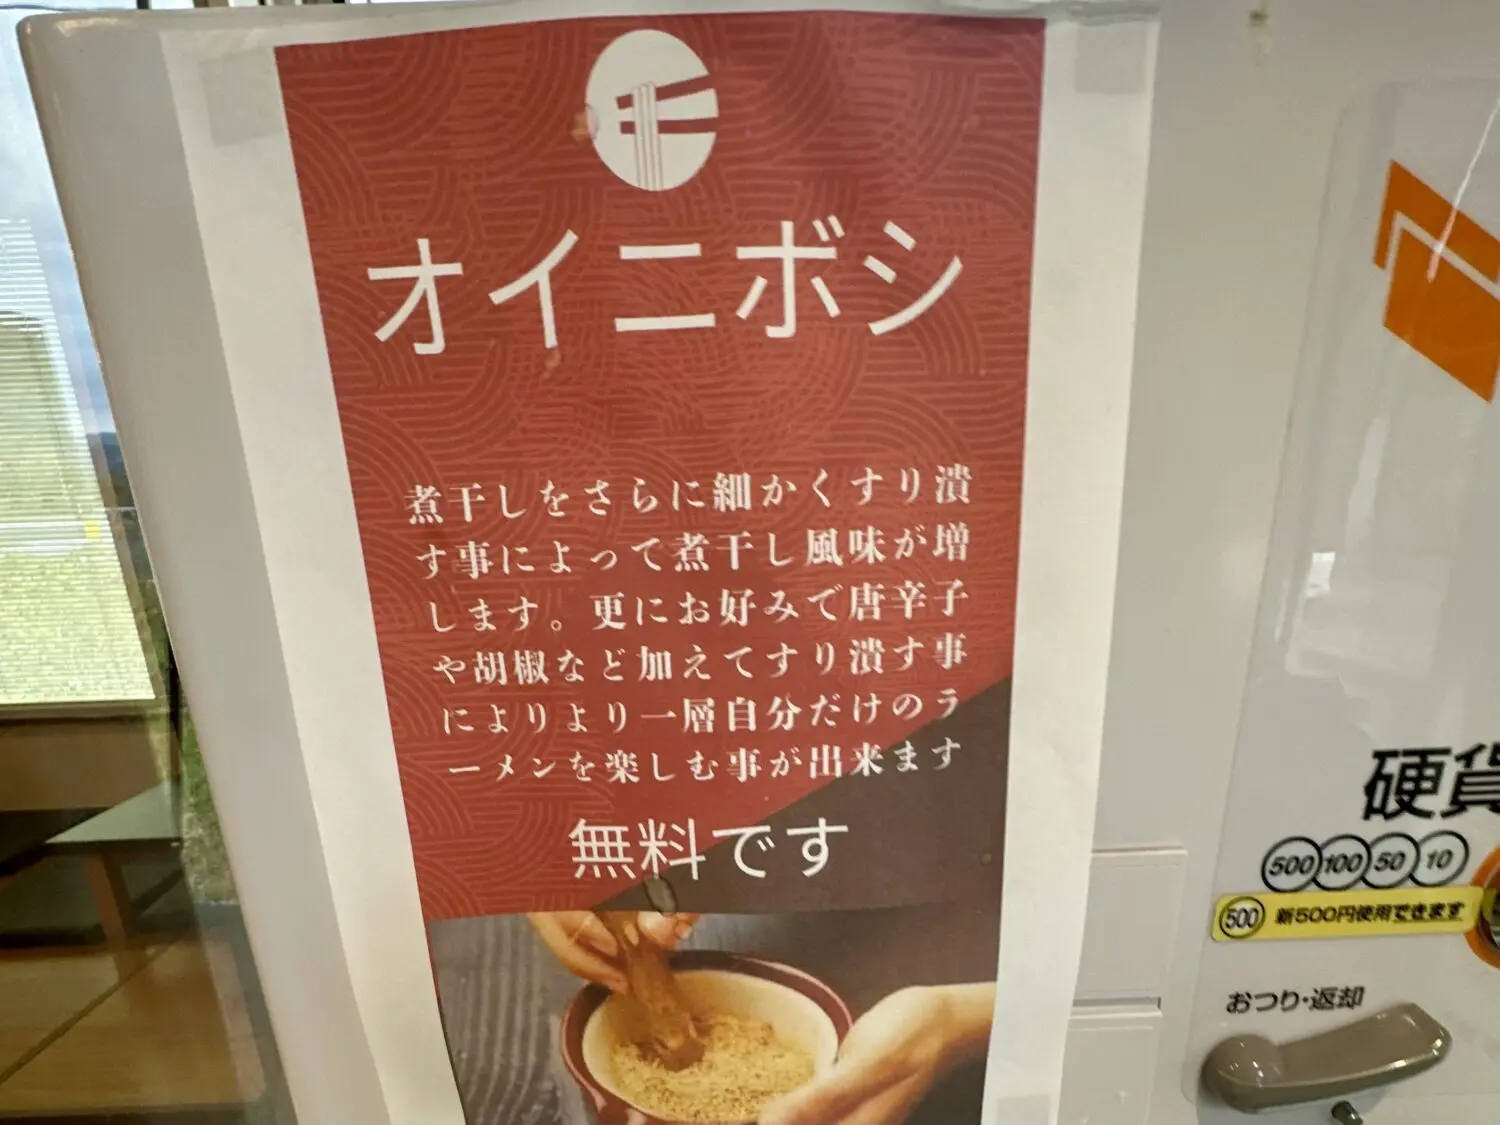 オイニボシ
煮干しをさらに細かくすり潰
す事によって煮干し風味が増
します。更にお好みで唐辛子
や胡椒など加えてすり潰す事
によりより一層自分だけのラ
ーメンを楽しむ事が出来ます
無料です
硬貨
500 100 50 10
500 新500円使用できます
おつり・返却